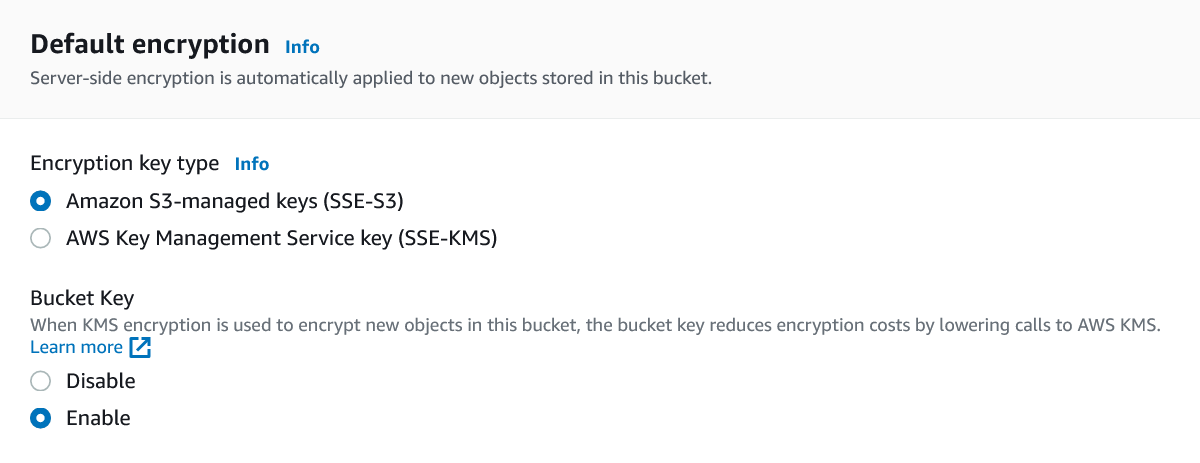 Default encryption Info
Server-side encryption is automatically applied to new objects stored in this bucket.
Encryption key type Info
Amazon S3-managed keys (SSE-S3)
AWS Key Management Service key (SSE-KMS)
Bucket Key
When KMS encryption is used to encrypt new objects in this bucket, the bucket key reduces encryption costs by lowering calls to AWS KMS.
Learn more
Disable
Enable